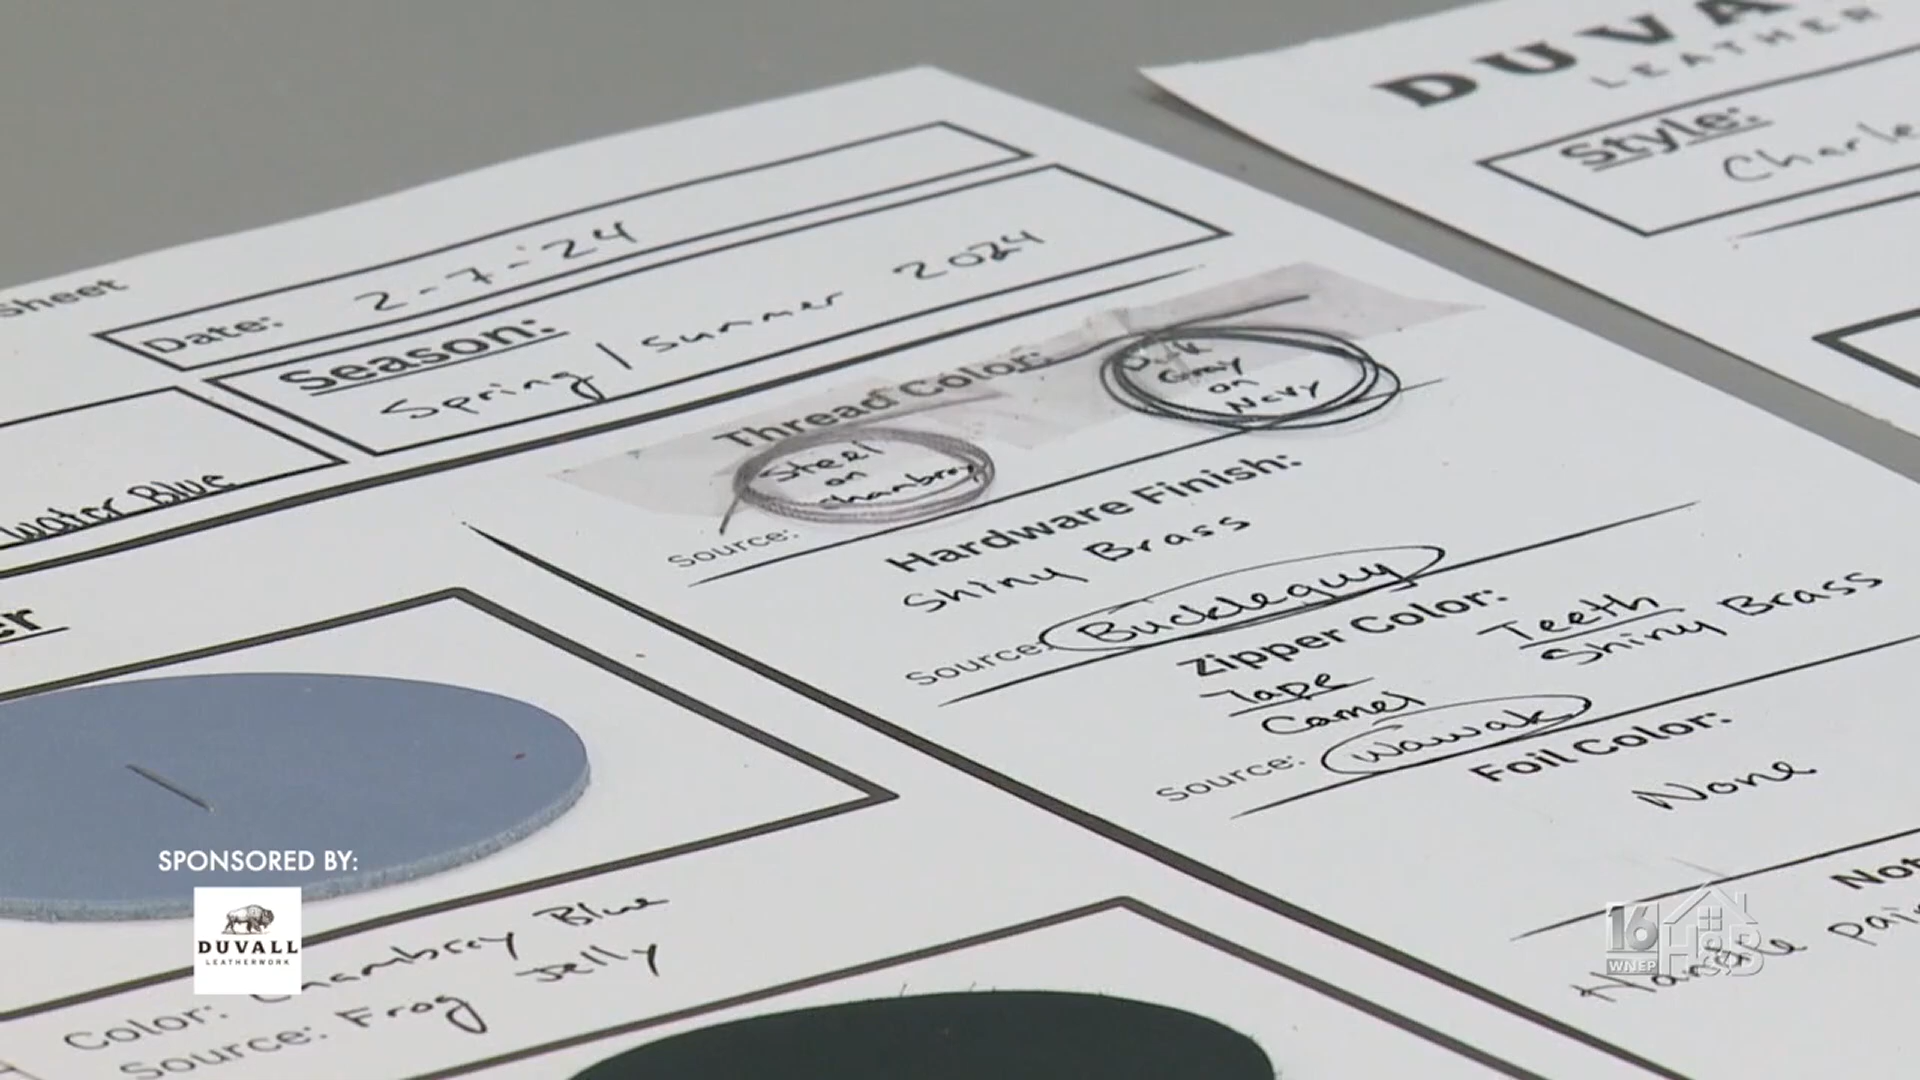 Sheet
Date: 2-7-'24
Season:
Spring / Summer 2024
Water Blue
Thread Color:
Steel
on
Chambray
Gray
on
Navy
Source:
Hardware Finish:
Shiny Brass
Source: Buckleguy
Zipper Color:
Tape
Camel
Teeth
Shiny Brass
Source: Wawak
Foil Color:
None
Color: Chambray Blue
Source: Frog Jelly
LEATHER
Style:
SPONSORED BY:
DUVALL
LEATHERWORK
16
WNEP
H&B